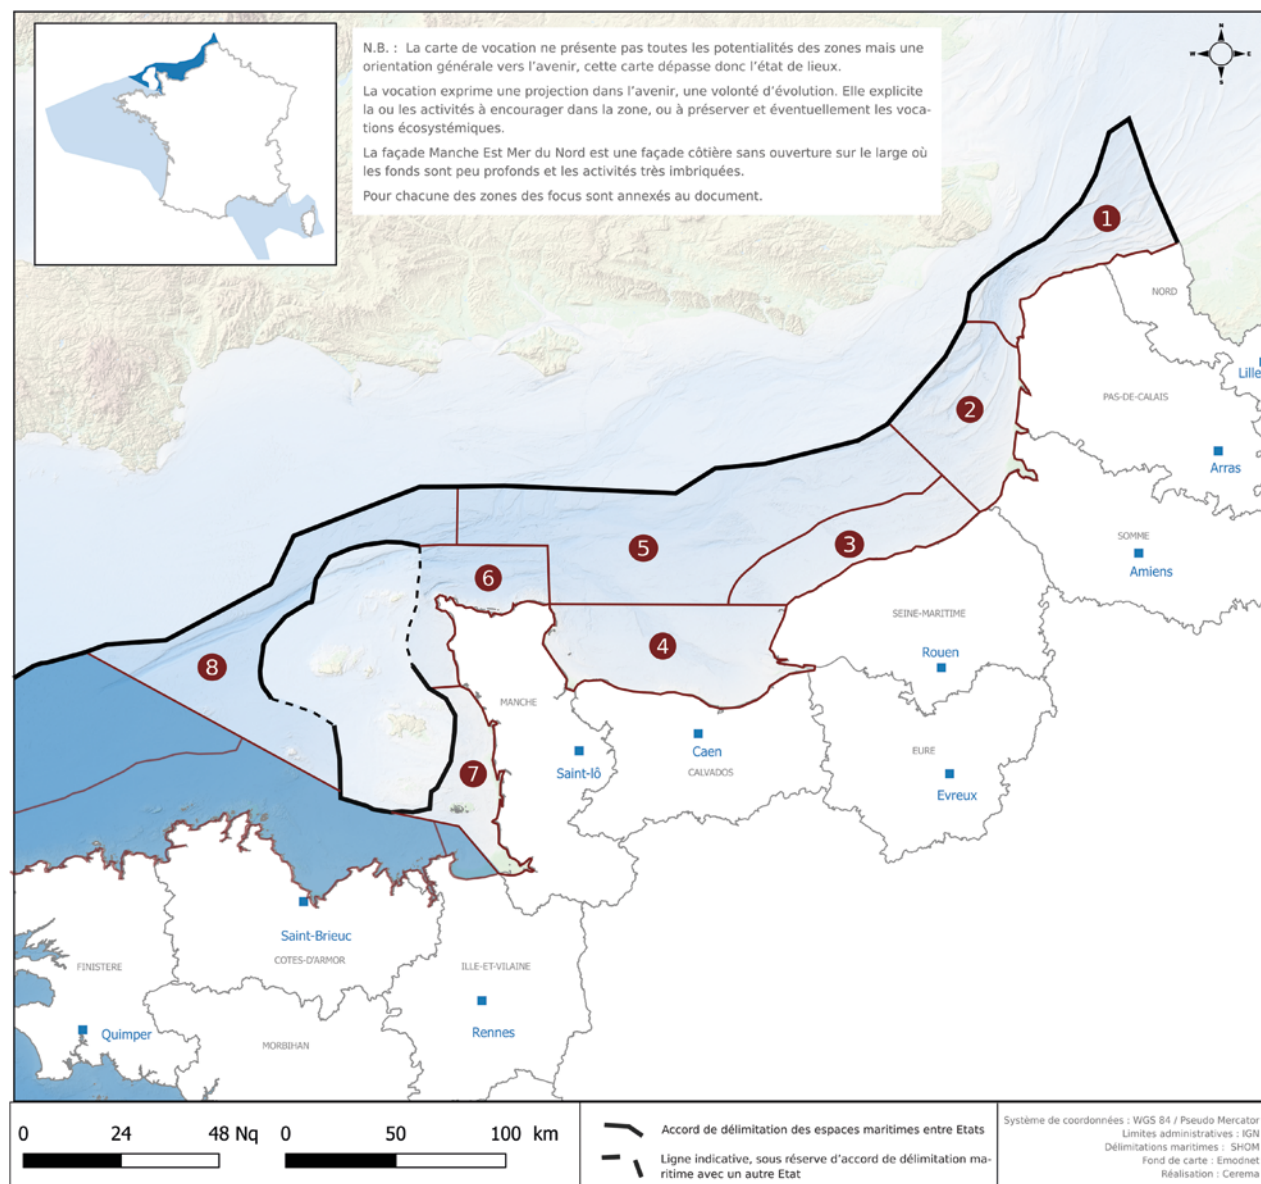 N.B. : La carte de vocation ne présente pas toutes les potentialités des zones mais une
orientation générale vers l'avenir, cette carte dépasse donc l'état de lieux.
La vocation exprime une projection dans l'avenir, une volonté d'évolution. Elle explicite
la ou les activités à encourager dans la zone, ou à préserver et éventuellement les voca-
tions écosystémiques.
La façade Manche Est Mer du Nord est une façade côtière sans ouverture sur le large où
les fonds sont peu profonds et les activités très imbriquées.
Pour chacune des zones des focus sont annexés au document.
N
W E
S
1
NORD
Lille
2
PAS-DE-CALAIS
Arras
5
3
SOMME
Amiens
6
SEINE-MARITIME
4
Rouen
8
MANCHE
Caen
EURE
7
Saint-lô
CALVADOS
Evreux
Saint-Brieuc
COTES-D'ARMOR
FINISTERE
ILLE-ET-VILAINE
Quimper
Rennes
MORBIHAN
0 24 48 Nq
0 50 100 km
Accord de délimitation des espaces maritimes entre Etats
Ligne indicative, sous réserve d'accord de délimitation ma-
ritime avec un autre Etat
Système de coordonnées : WGS 84 / Pseudo Mercator
Limites administratives : IGN
Délimitations maritimes : SHOM
Fond de carte : Emodnet
Réalisation : Cerema